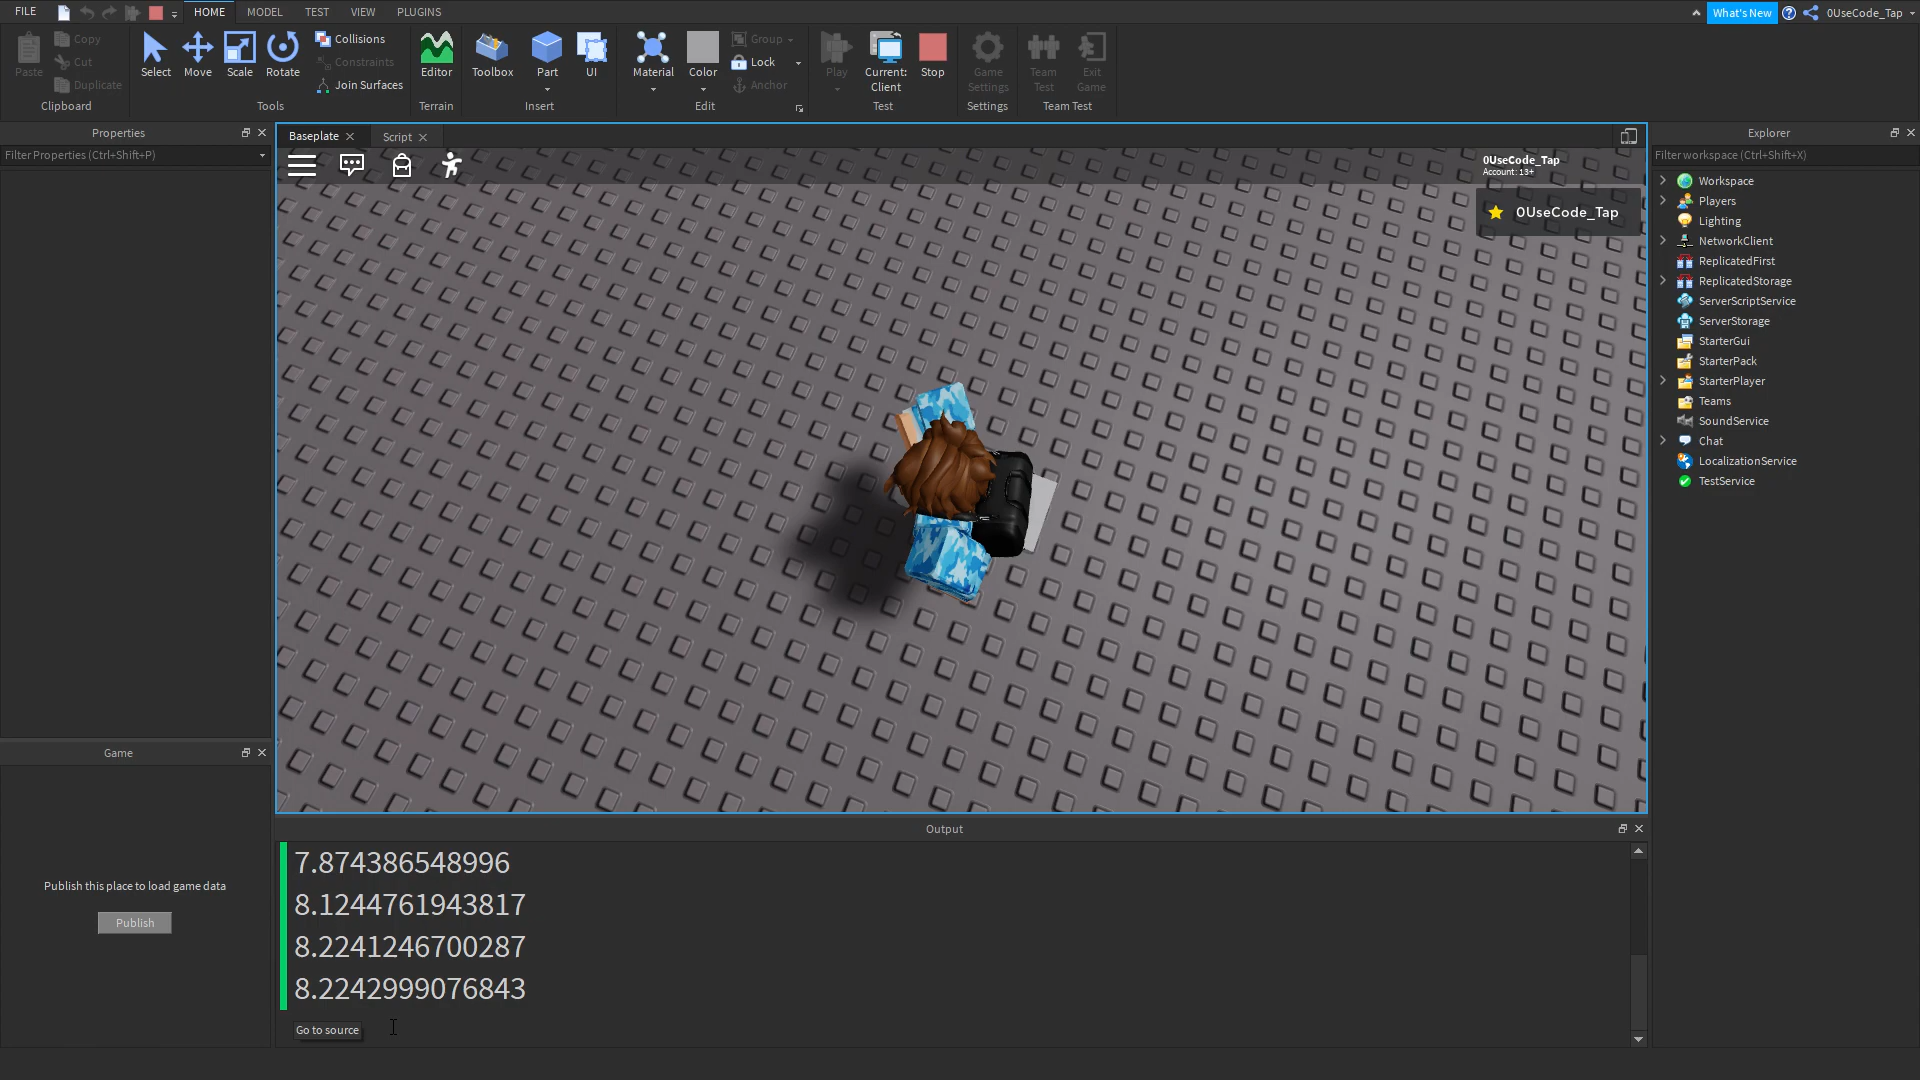 FILE HOME MODEL TEST VIEW PLUGINS What's New 0UseCode_Tap
Paste Copy Cut Duplicate
Clipboard
Select Move Scale Rotate Collisions Constraints Join Surfaces
Tools
Editor
Terrain
Toolbox Part UI
Insert
Material Color Group Lock Anchor
Edit
Play Current: Client Stop
Test
Game Settings
Settings
Team Test Exit Game
Team Test
Properties
Filter Properties (Ctrl+Shift+P)
Baseplate Script
0UseCode_Tap
Account: 13+
0UseCode_Tap
Explorer
Filter workspace (Ctrl+Shift+X)
Workspace
Players
Lighting
NetworkClient
ReplicatedFirst
ReplicatedStorage
ServerScriptService
ServerStorage
StarterGui
StarterPack
StarterPlayer
Teams
SoundService
Chat
LocalizationService
TestService
Game
Publish this place to load game data
Publish
Output
7.874386548996
8.1244761943817
8.2241246700287
8.2242999076843
Go to source